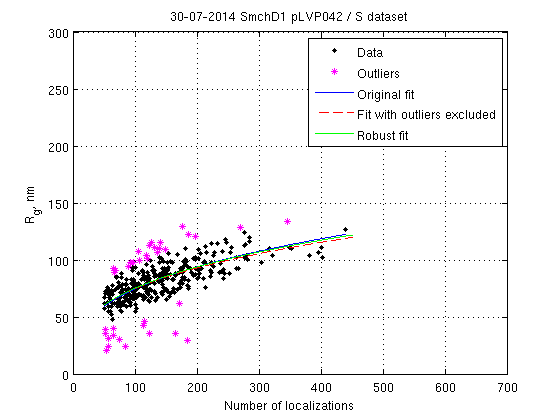 30-07-2014 SmchD1 pLVP042 / S dataset
300
250
200
150
100
50
0
R_g, nm
Data
Outliers
Original fit
Fit with outliers excluded
Robust fit
0 100 200 300 400 500 600 700
Number of localizations